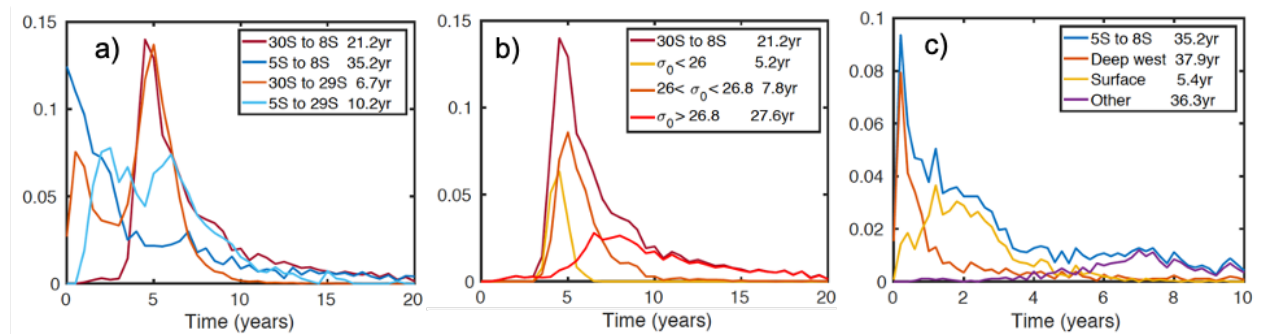 a)
30S to 8S 21.2yr
5S to 8S 35.2yr
30S to 29S 6.7yr
5S to 29S 10.2yr
0.15
0.1
0.05
0
0 5 10 15 20
Time (years)
b)
30S to 8S 21.2yr
σ0 < 26 5.2yr
26< σ0 < 26.8 7.8yr
σ0 > 26.8 27.6yr
0.15
0.10
0.05
0
0 5 10 15 20
Time (years)
c)
5S to 8S 35.2yr
Deep west 37.9yr
Surface 5.4yr
Other 36.3yr
0.1
0.08
0.06
0.04
0.02
0
0 2 4 6 8 10
Time (years)